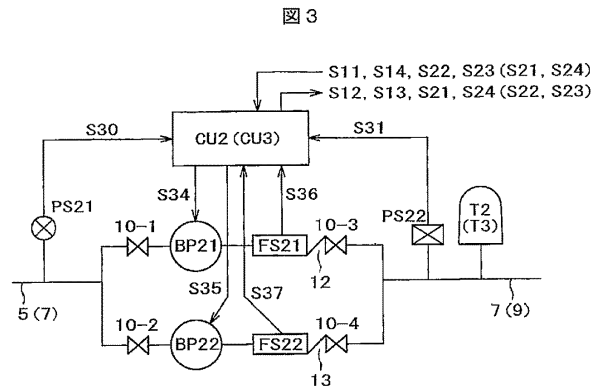 図3
S11, S14, S22, S23 (S21, S24)
S12, S13, S21, S24 (S22, S23)
S30
CU2 (CU3)
S31
PS21
S34
S36
PS22
T2
(T3)
10-1
BP21
FS21
10-3
12
S35
S37
5 (7)
7 (9)
10-2
BP22
FS22
10-4
13